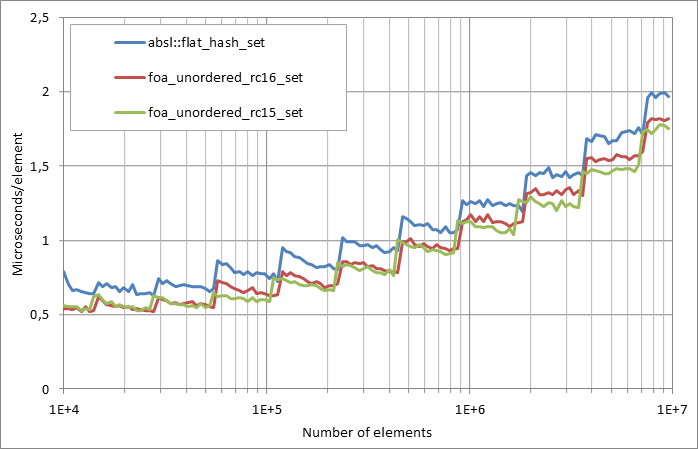 2,5
2
1,5
1
0,5
0
Microseconds/element
absl::flat_hash_set
foa_unordered_rc16_set
foa_unordered_rc15_set
1E+4 1E+5 1E+6 1E+7
Number of elements